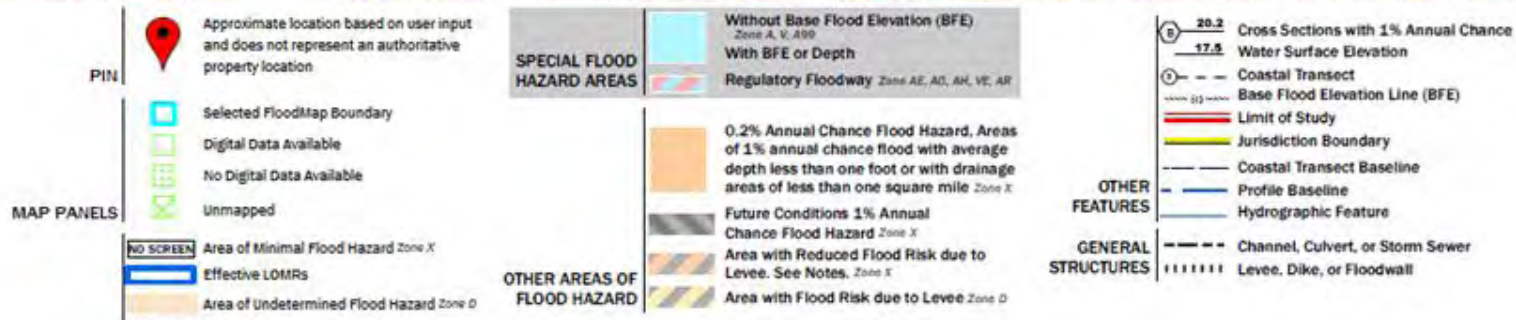 PIN
Approximate location based on user input
and does not represent an authoritative
property location
MAP PANELS
Selected FloodMap Boundary
Digital Data Available
No Digital Data Available
Unmapped
NO SCREEN Area of Minimal Flood Hazard Zone X
Effective LOMRs
Area of Undetermined Flood Hazard Zone D
SPECIAL FLOOD
HAZARD AREAS
Without Base Flood Elevation (BFE)
Zone A, V, A99
With BFE or Depth
Regulatory Floodway Zone AE, AO, AH, VE, AR
OTHER AREAS OF
FLOOD HAZARD
0.2% Annual Chance Flood Hazard, Areas
of 1% annual chance flood with average
depth less than one foot or with drainage
areas of less than one square mile Zone X
Future Conditions 1% Annual
Chance Flood Hazard Zone X
Area with Reduced Flood Risk due to
Levee. See Notes. Zone X
Area with Flood Risk due to Levee Zone D
OTHER
FEATURES
20.2 Cross Sections with 1% Annual Chance
17.5 Water Surface Elevation
Coastal Transect
Base Flood Elevation Line (BFE)
Limit of Study
Jurisdiction Boundary
Coastal Transect Baseline
Profile Baseline
Hydrographic Feature
GENERAL
STRUCTURES
Channel, Culvert, or Storm Sewer
Levee, Dike, or Floodwall